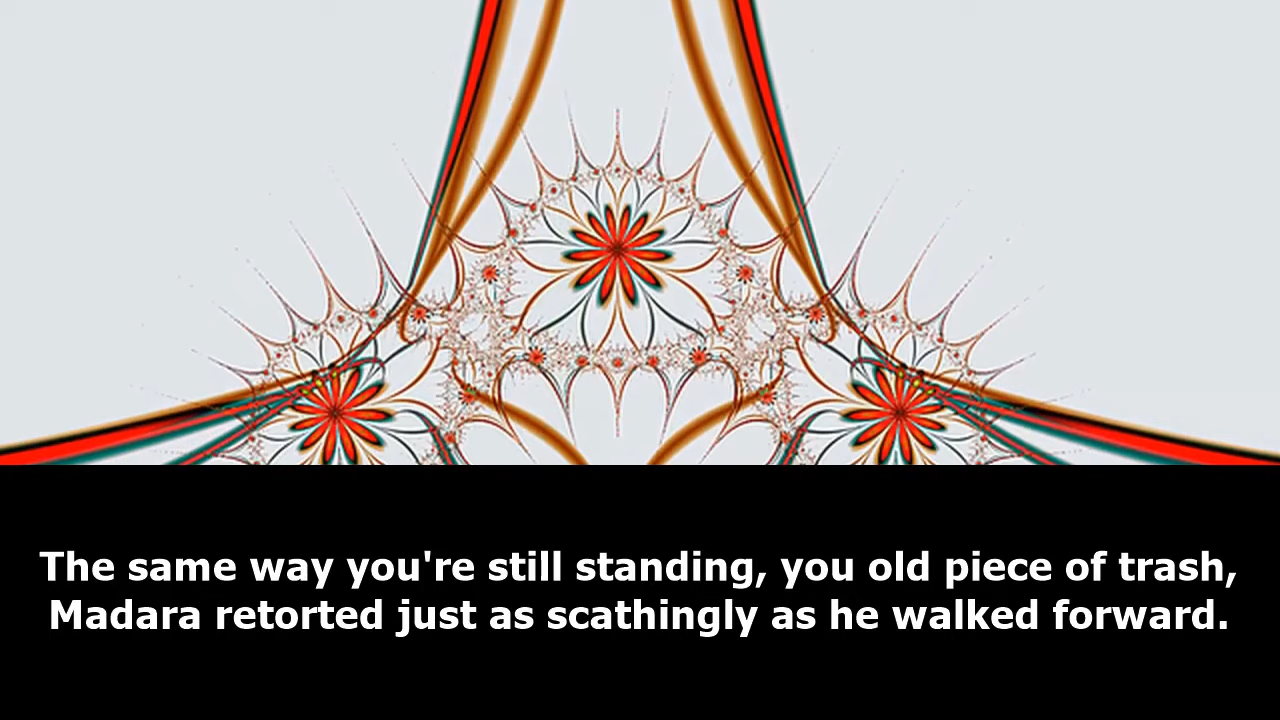 The same way you're still standing, you old piece of trash,
Madara retorted just as scathingly as he walked forward.